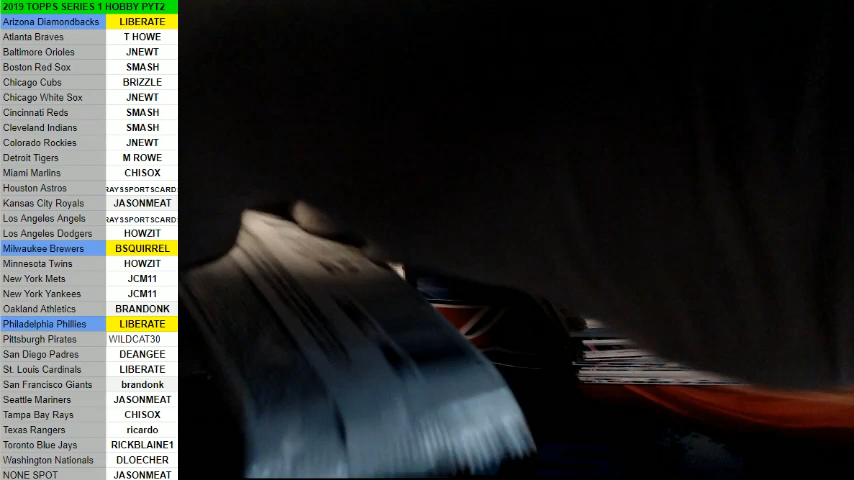 2019 TOPPS SERIES 1 HOBBY PYT2
Arizona Diamondbacks LIBERATE
Atlanta Braves T HOWE
Baltimore Orioles JNEWT
Boston Red Sox SMASH
Chicago Cubs BRIZZLE
Chicago White Sox JNEWT
Cincinnati Reds SMASH
Cleveland Indians SMASH
Colorado Rockies JNEWT
Detroit Tigers M ROWE
Miami Marlins CHISOX
Houston Astros RAYSSPORTSCARD
Kansas City Royals JASONMEAT
Los Angeles Angels RAYSSPORTSCARD
Los Angeles Dodgers HOWZIT
Milwaukee Brewers BSQUIRREL
Minnesota Twins HOWZIT
New York Mets JCM11
New York Yankees JCM11
Oakland Athletics BRANDONK
Philadelphia Phillies LIBERATE
Pittsburgh Pirates WILDCAT30
San Diego Padres DEANGEE
St. Louis Cardinals LIBERATE
San Francisco Giants brandonk
Seattle Mariners JASONMEAT
Tampa Bay Rays CHISOX
Texas Rangers ricardo
Toronto Blue Jays RICKBLAINE1
Washington Nationals DLOECHER
NONE SPOT JASONMEAT